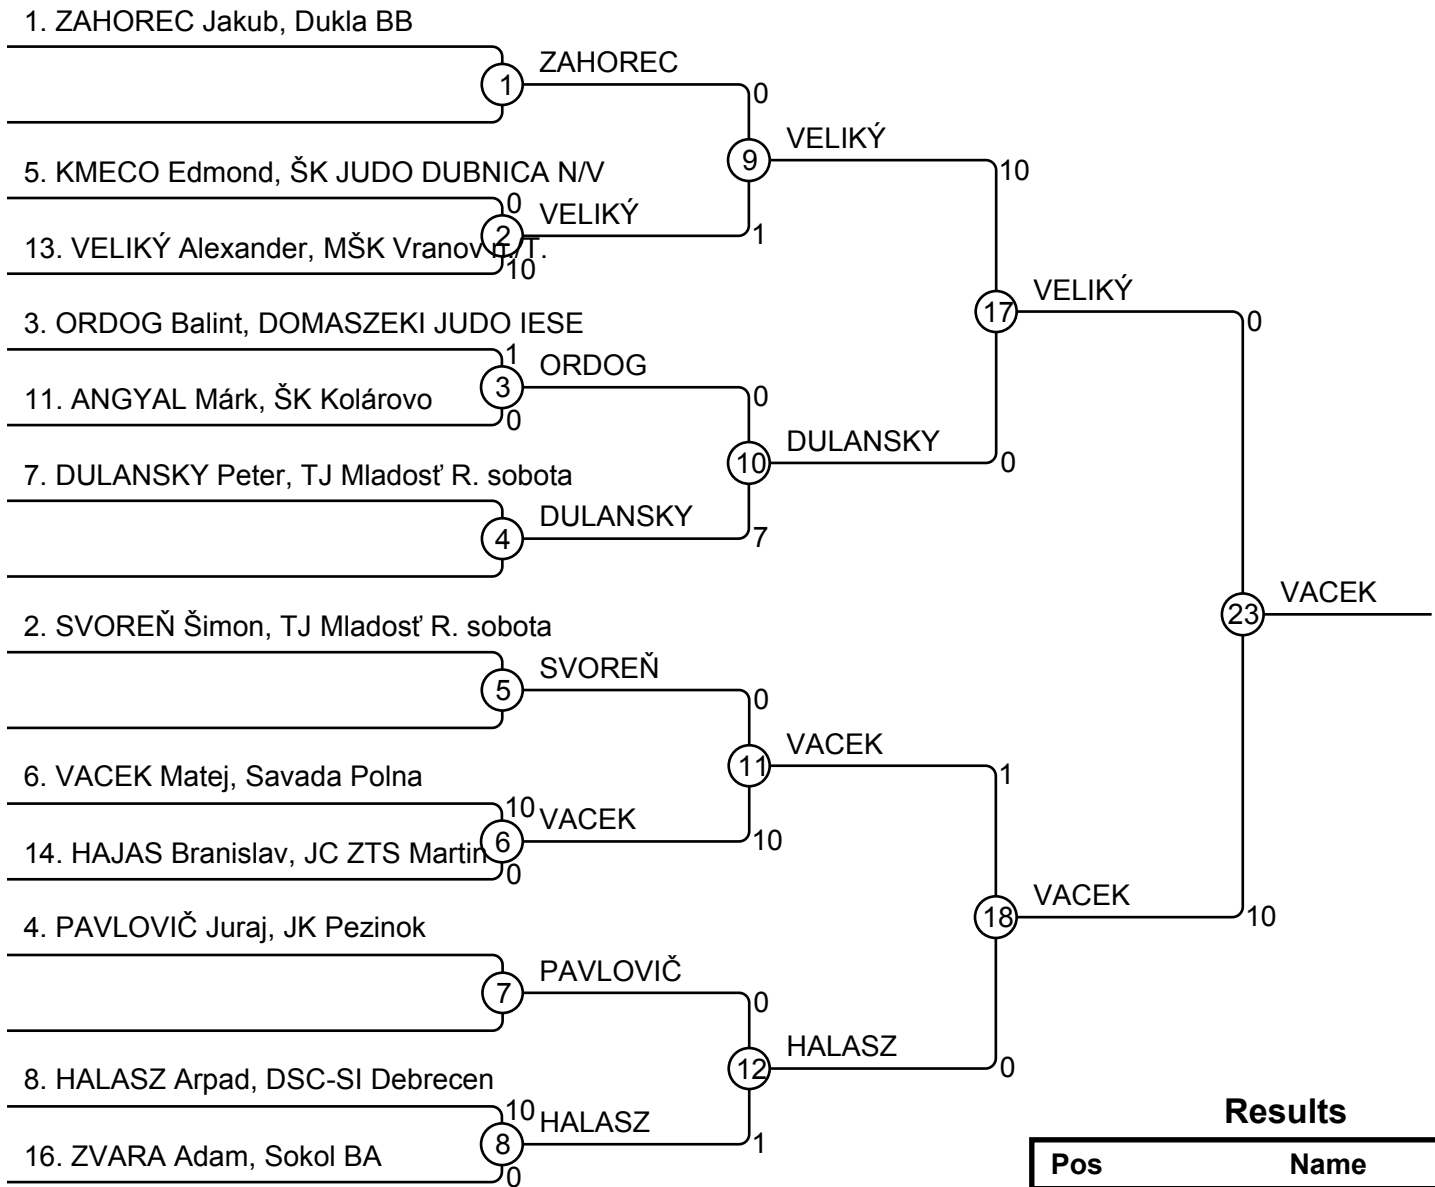 1. ZAHOREC Jakub, Dukla BB
ZAHOREC
1
0
VELIKÝ
9
10
5. KMECO Edmond, ŠK JUDO DUBNICA N/V
0
VELIKÝ
2
1
13. VELIKÝ Alexander, MŠK Vranov n./T.
10
VELIKÝ
17
0
3. ORDOG Balint, DOMASZEKI JUDO IESE
1
ORDOG
3
0
11. ANGYAL Márk, ŠK Kolárovo
0
DULANSKY
10
0
7. DULANSKY Peter, TJ Mladosť R. sobota
DULANSKY
4
7
VACEK
23
2. SVOREŇ Šimon, TJ Mladosť R. sobota
SVOREŇ
5
0
VACEK
11
1
6. VACEK Matej, Savada Polna
10
VACEK
6
10
14. HAJAS Branislav, JC ZTS Martin
0
VACEK
18
10
4. PAVLOVIČ Juraj, JK Pezinok
PAVLOVIČ
7
0
HALASZ
12
0
8. HALASZ Arpad, DSC-SI Debrecen
10
HALASZ
8
1
16. ZVARA Adam, Sokol BA
0
Results
Pos Name